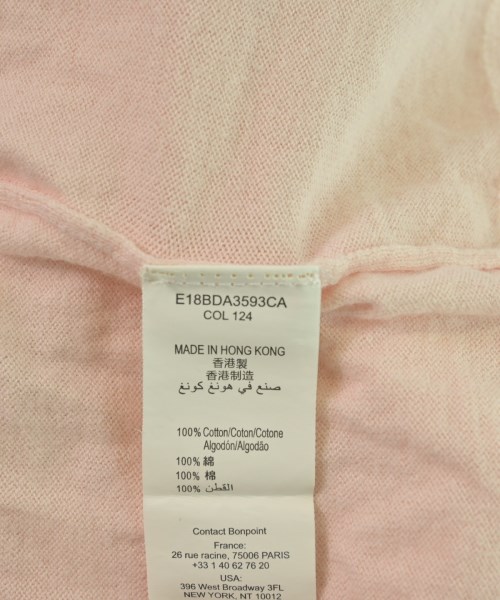 E18BDA3593CA
COL 124
MADE IN HONG KONG
香港製
香港制造
صنع في هونغ كونغ
100% Cotton/Coton/Cotone
Algodón/Algodão
100% 綿
100% 棉
100% القطن
Contact Bonpoint
France:
26 rue racine, 75006 PARIS
+33 1 40 62 76 20
USA:
396 West Broadway 3FL
NEW YORK, NT 10012